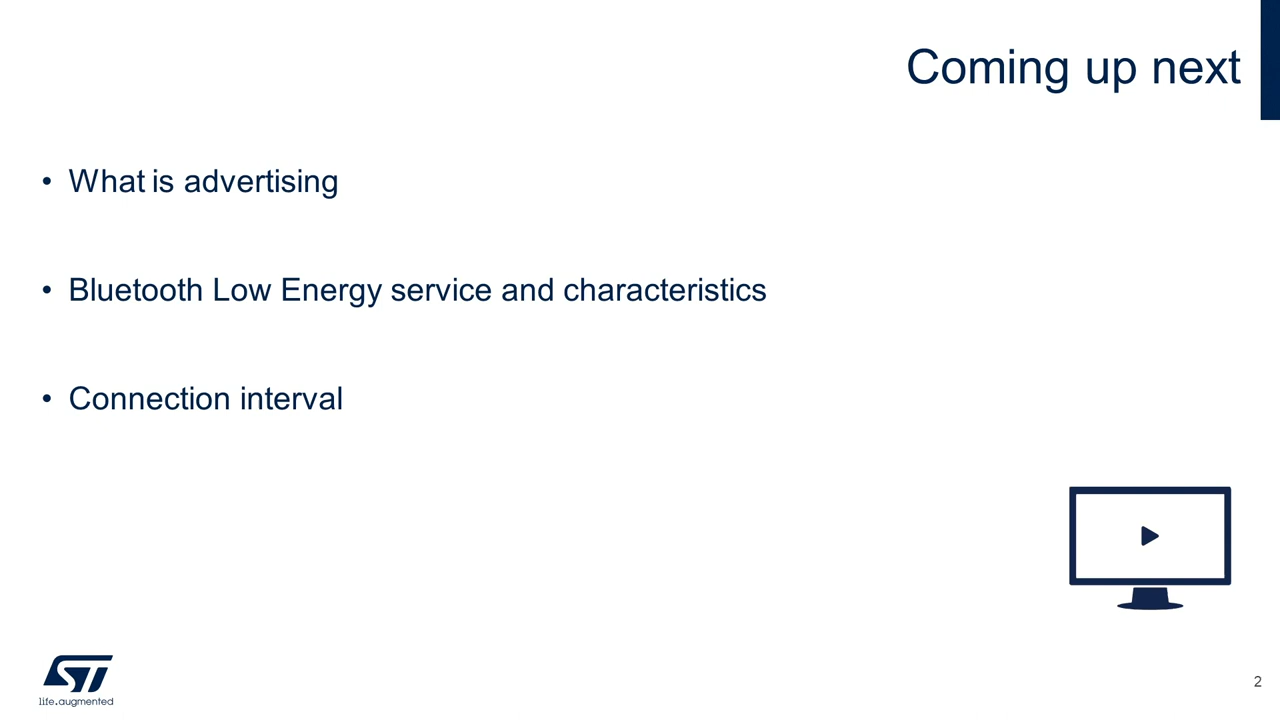 Coming up next
• What is advertising
• Bluetooth Low Energy service and characteristics
• Connection interval
ST
life.augmented
2